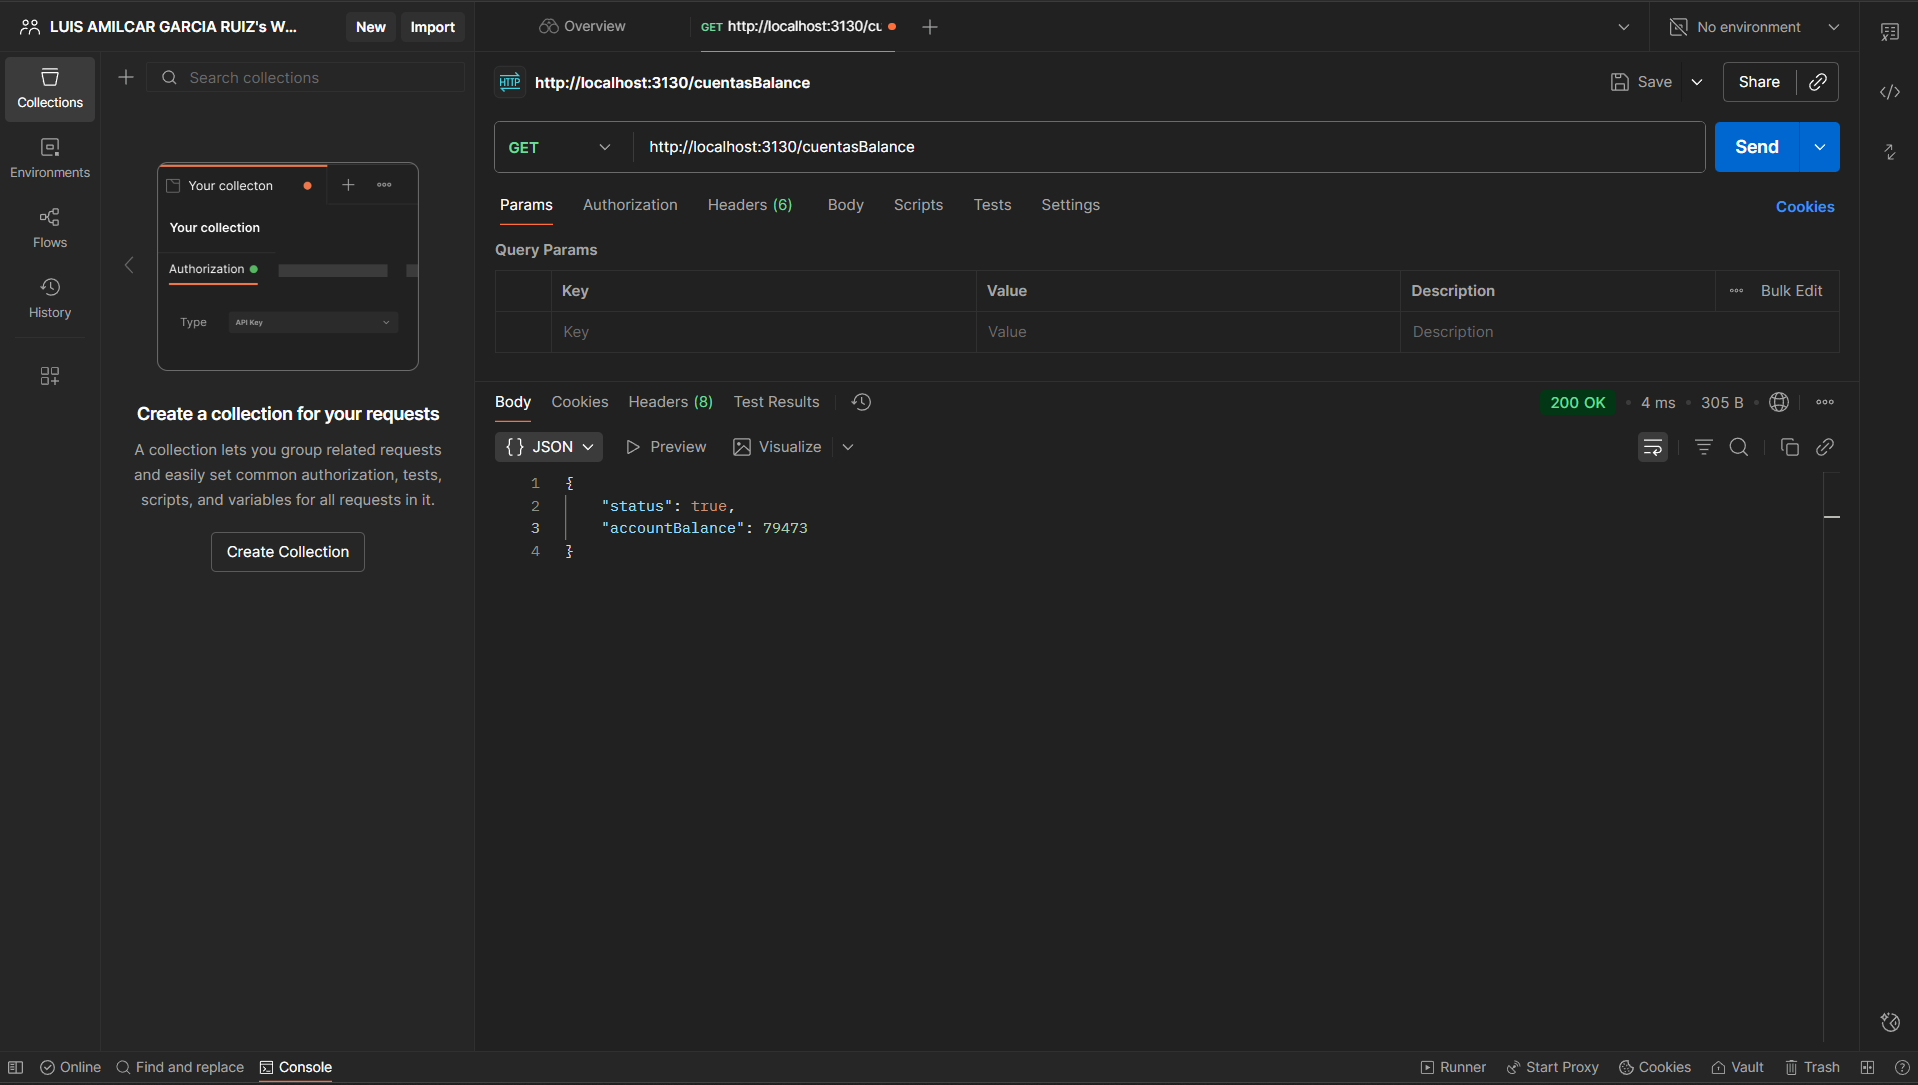 LUIS AMILCAR GARCIA RUIZ's W...
New
Import
Overview
GET http://localhost:3130/cu
No environment
Collections
Environments
Flows
History
Search collections
Your collecton
Your collection
Authorization
Type
API Key
Create a collection for your requests
A collection lets you group related requests
and easily set common authorization, tests,
scripts, and variables for all requests in it.
Create Collection
HTTP
http://localhost:3130/cuentasBalance
Save
Share
GET
http://localhost:3130/cuentasBalance
Send
Params
Authorization
Headers (6)
Body
Scripts
Tests
Settings
Cookies
Query Params
Key
Value
Description
Bulk Edit
Key
Value
Description
Body
Cookies
Headers (8)
Test Results
200 OK
4 ms
305 B
{} JSON
Preview
Visualize
1 {
2 "status": true,
3 "accountBalance": 79473
4 }
Online
Find and replace
Console
Runner
Start Proxy
Cookies
Vault
Trash